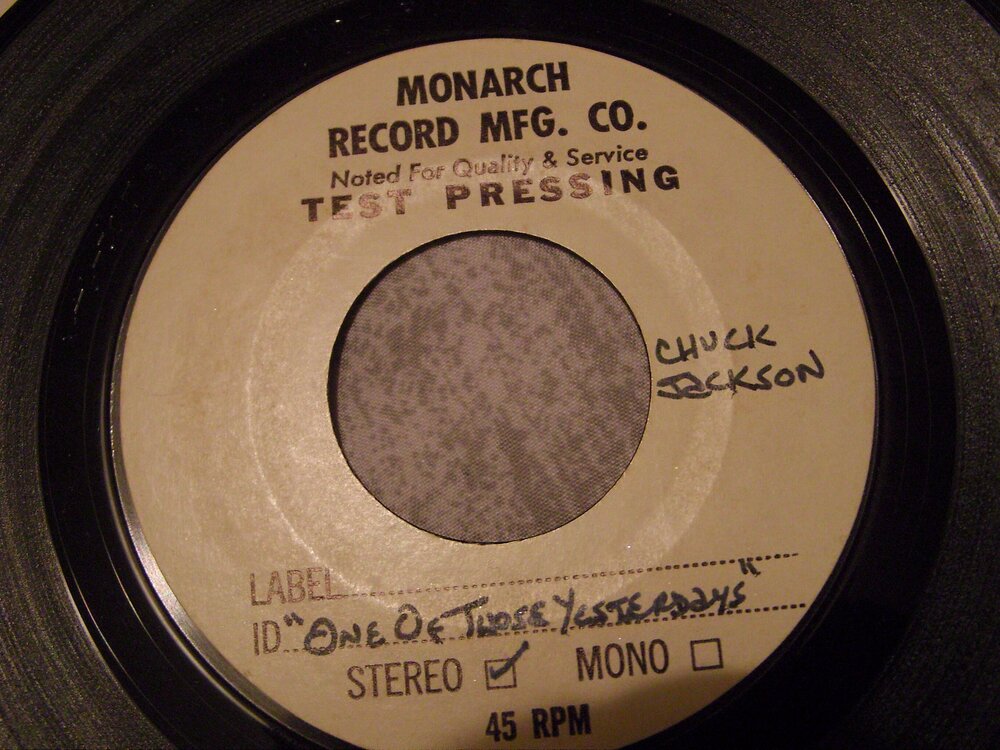 MONARCH
RECORD MFG. CO.
Noted For Quality & Service
TEST PRESSING
CHUCK
JACKSON
LABEL
ID "ONE OF THOSE YESTERDAYS"
STEREO ☑ MONO ☐
45 RPM